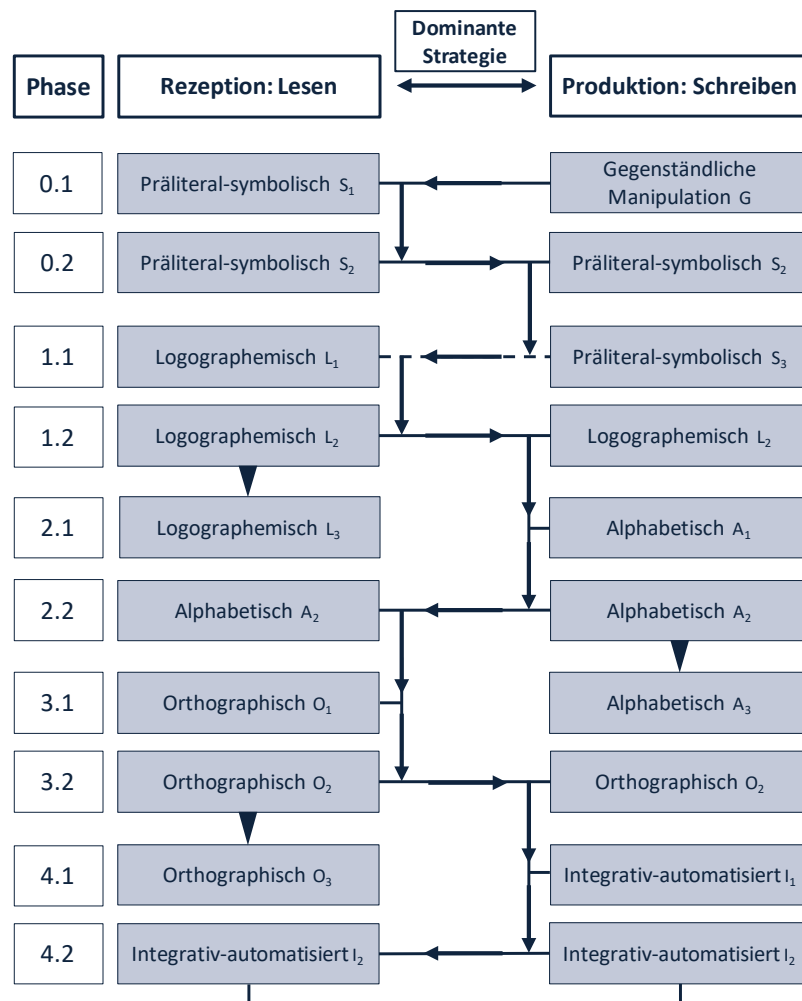 Dominante
Strategie
Phase
Rezeption: Lesen
Produktion: Schreiben
0.1
Präliteral-symbolisch S₁
Gegenständliche
Manipulation G
0.2
Präliteral-symbolisch S₂
Präliteral-symbolisch S₂
1.1
Logographemisch L₁
Präliteral-symbolisch S₃
1.2
Logographemisch L₂
Logographemisch L₂
2.1
Logographemisch L₃
Alphabetisch A₁
2.2
Alphabetisch A₂
Alphabetisch A₂
3.1
Orthographisch O₁
Alphabetisch A₃
3.2
Orthographisch O₂
Orthographisch O₂
4.1
Orthographisch O₃
Integrativ-automatisiert I₁
4.2
Integrativ-automatisiert I₂
Integrativ-automatisiert I₂